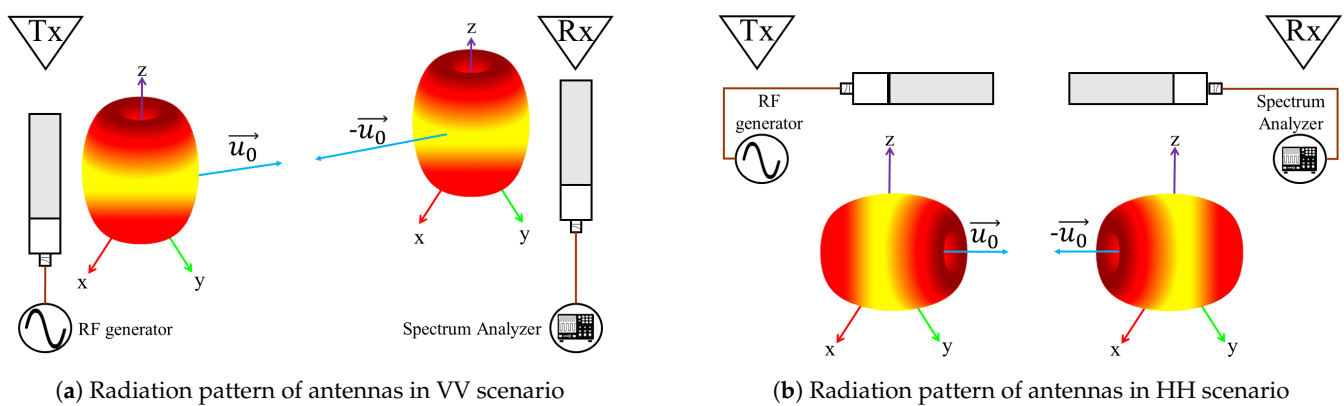 Tx
Rx
z
z
u₀
-u₀
x
y
x
y
RF generator
Spectrum Analyzer
(a) Radiation pattern of antennas in VV scenario
Tx
Rx
RF
generator
Spectrum
Analyzer
z
z
u₀
-u₀
x
y
x
y
(b) Radiation pattern of antennas in HH scenario